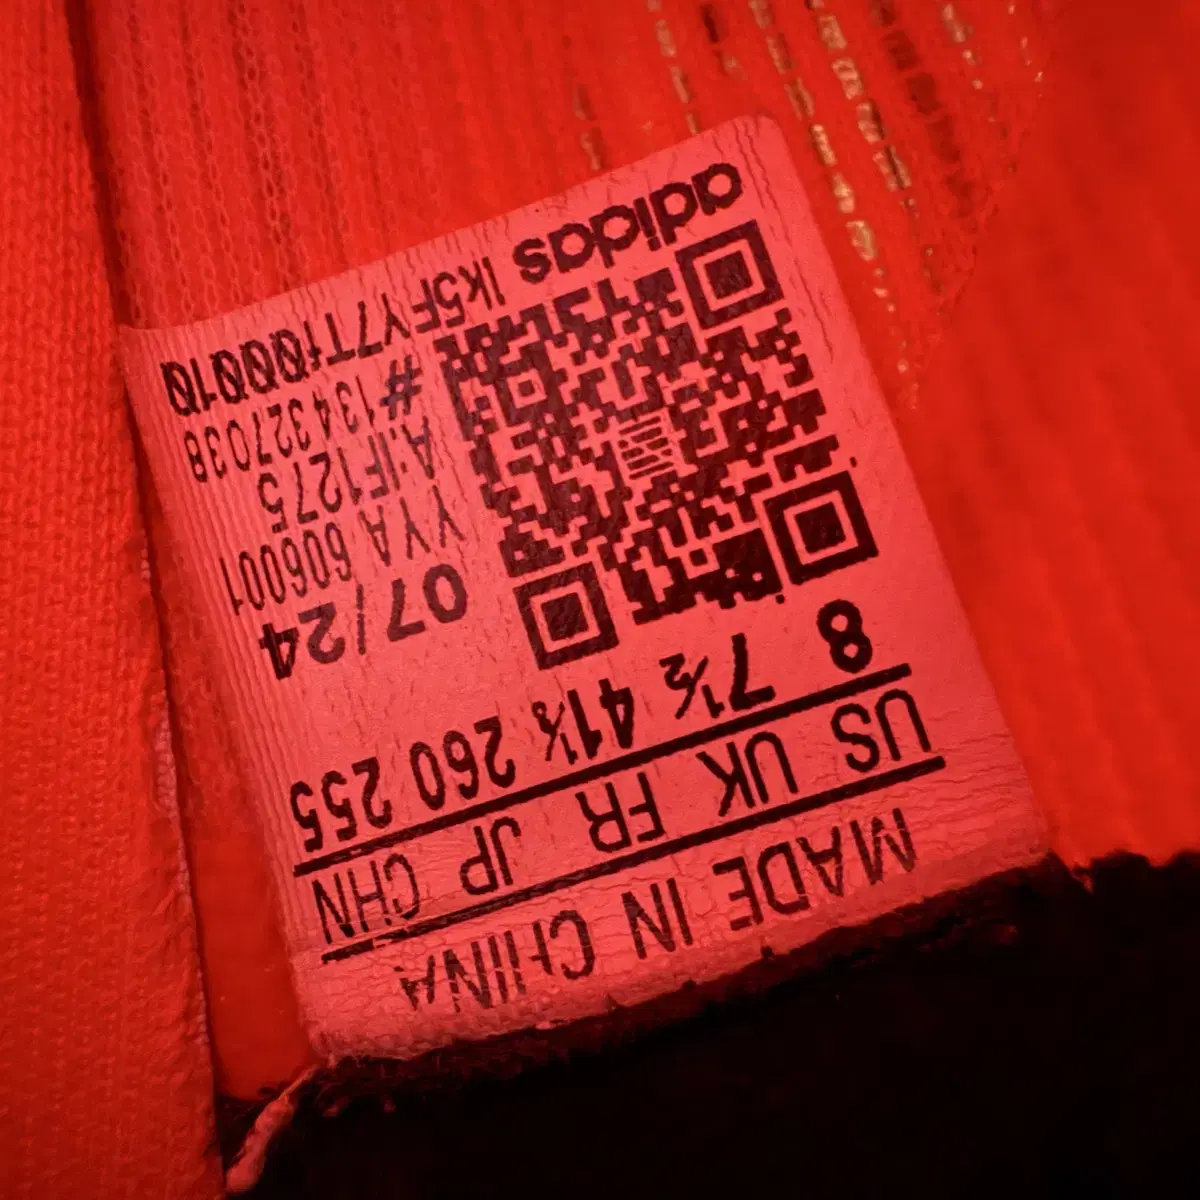 MADE IN CHINA
US UK FR JP CHN
8 7½ 41⅓ 260 255
07/24
YYA 606001
A:IF1275
#134327038
adidas lk5FY7Tf00010